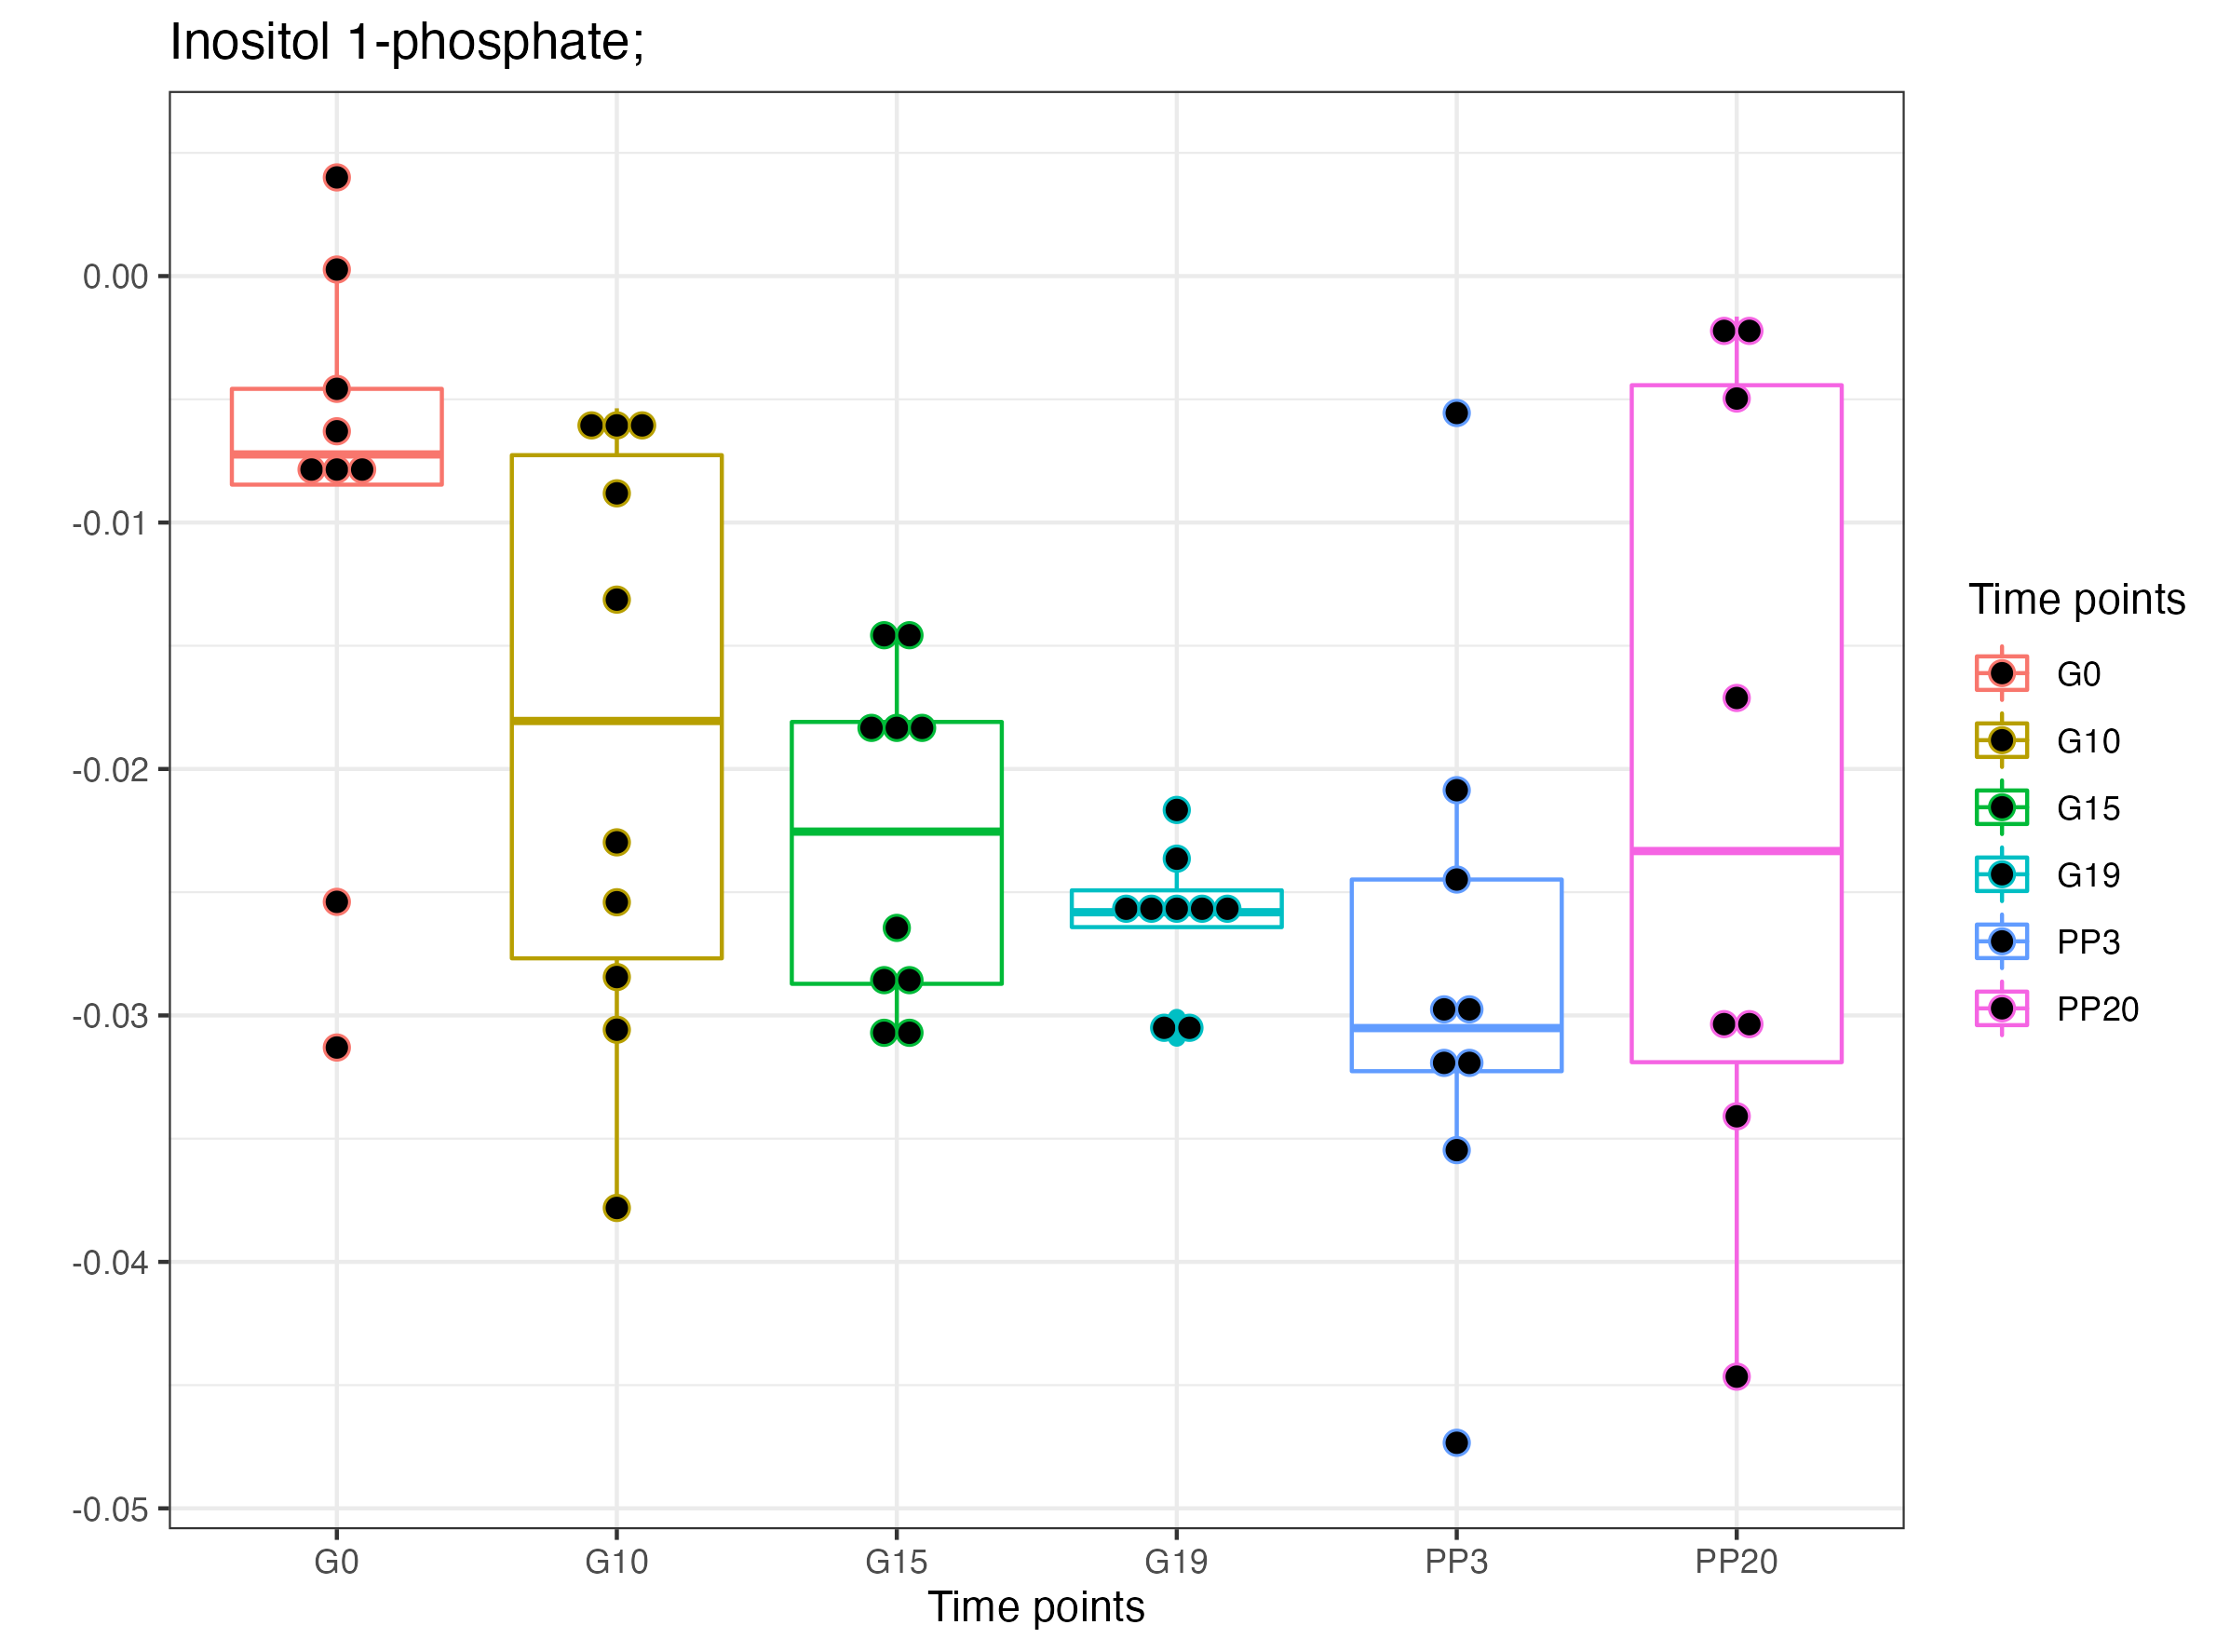 Inositol 1-phosphate;
0.00
-0.01
-0.02
-0.03
-0.04
-0.05
G0 G10 G15 G19 PP3 PP20
Time points
Time points
G0
G10
G15
G19
PP3
PP20